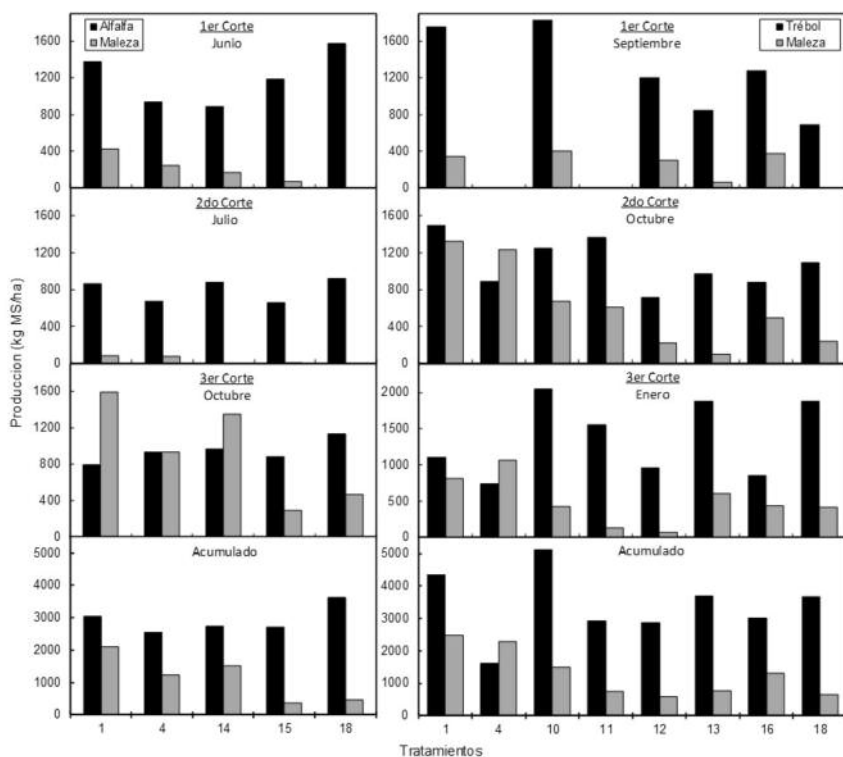 Alfalfa
Maleza
1er Corte
Junio
1600
1200
800
400
0
2do Corte
Julio
1600
1200
800
400
0
3er Corte
Octubre
1600
1200
800
400
0
Acumulado
5000
4000
3000
2000
1000
0
1 4 14 15 18
1er Corte
Septiembre
Trébol
Maleza
1600
1200
800
400
0
2do Corte
Octubre
1600
1200
800
400
0
3er Corte
Enero
2000
1500
1000
500
0
Acumulado
5000
4000
3000
2000
1000
0
1 4 10 11 12 13 16 18
Produccion (kg MS/ha)
Tratamientos